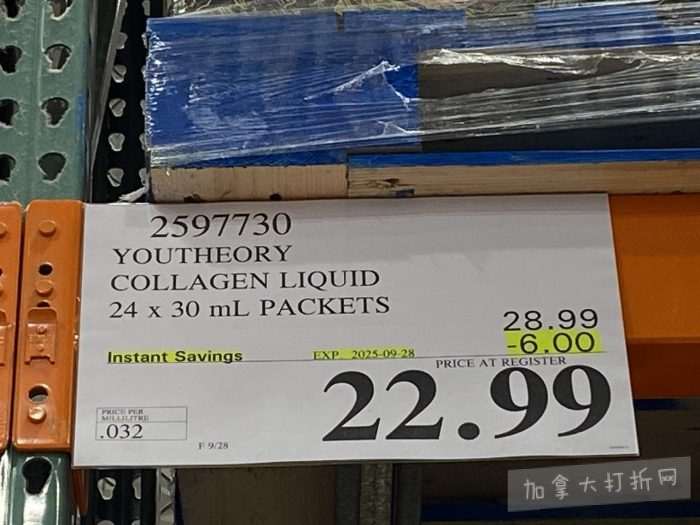 2597730
YOUTHEORY
COLLAGEN LIQUID
24 x 30 mL PACKETS
28.99
-6.00
Instant Savings EXP. 2025-09-28
PRICE AT REGISTER
22.99
PRICE PER
MILLILITRE
.032
F 9/28
加拿大打折网